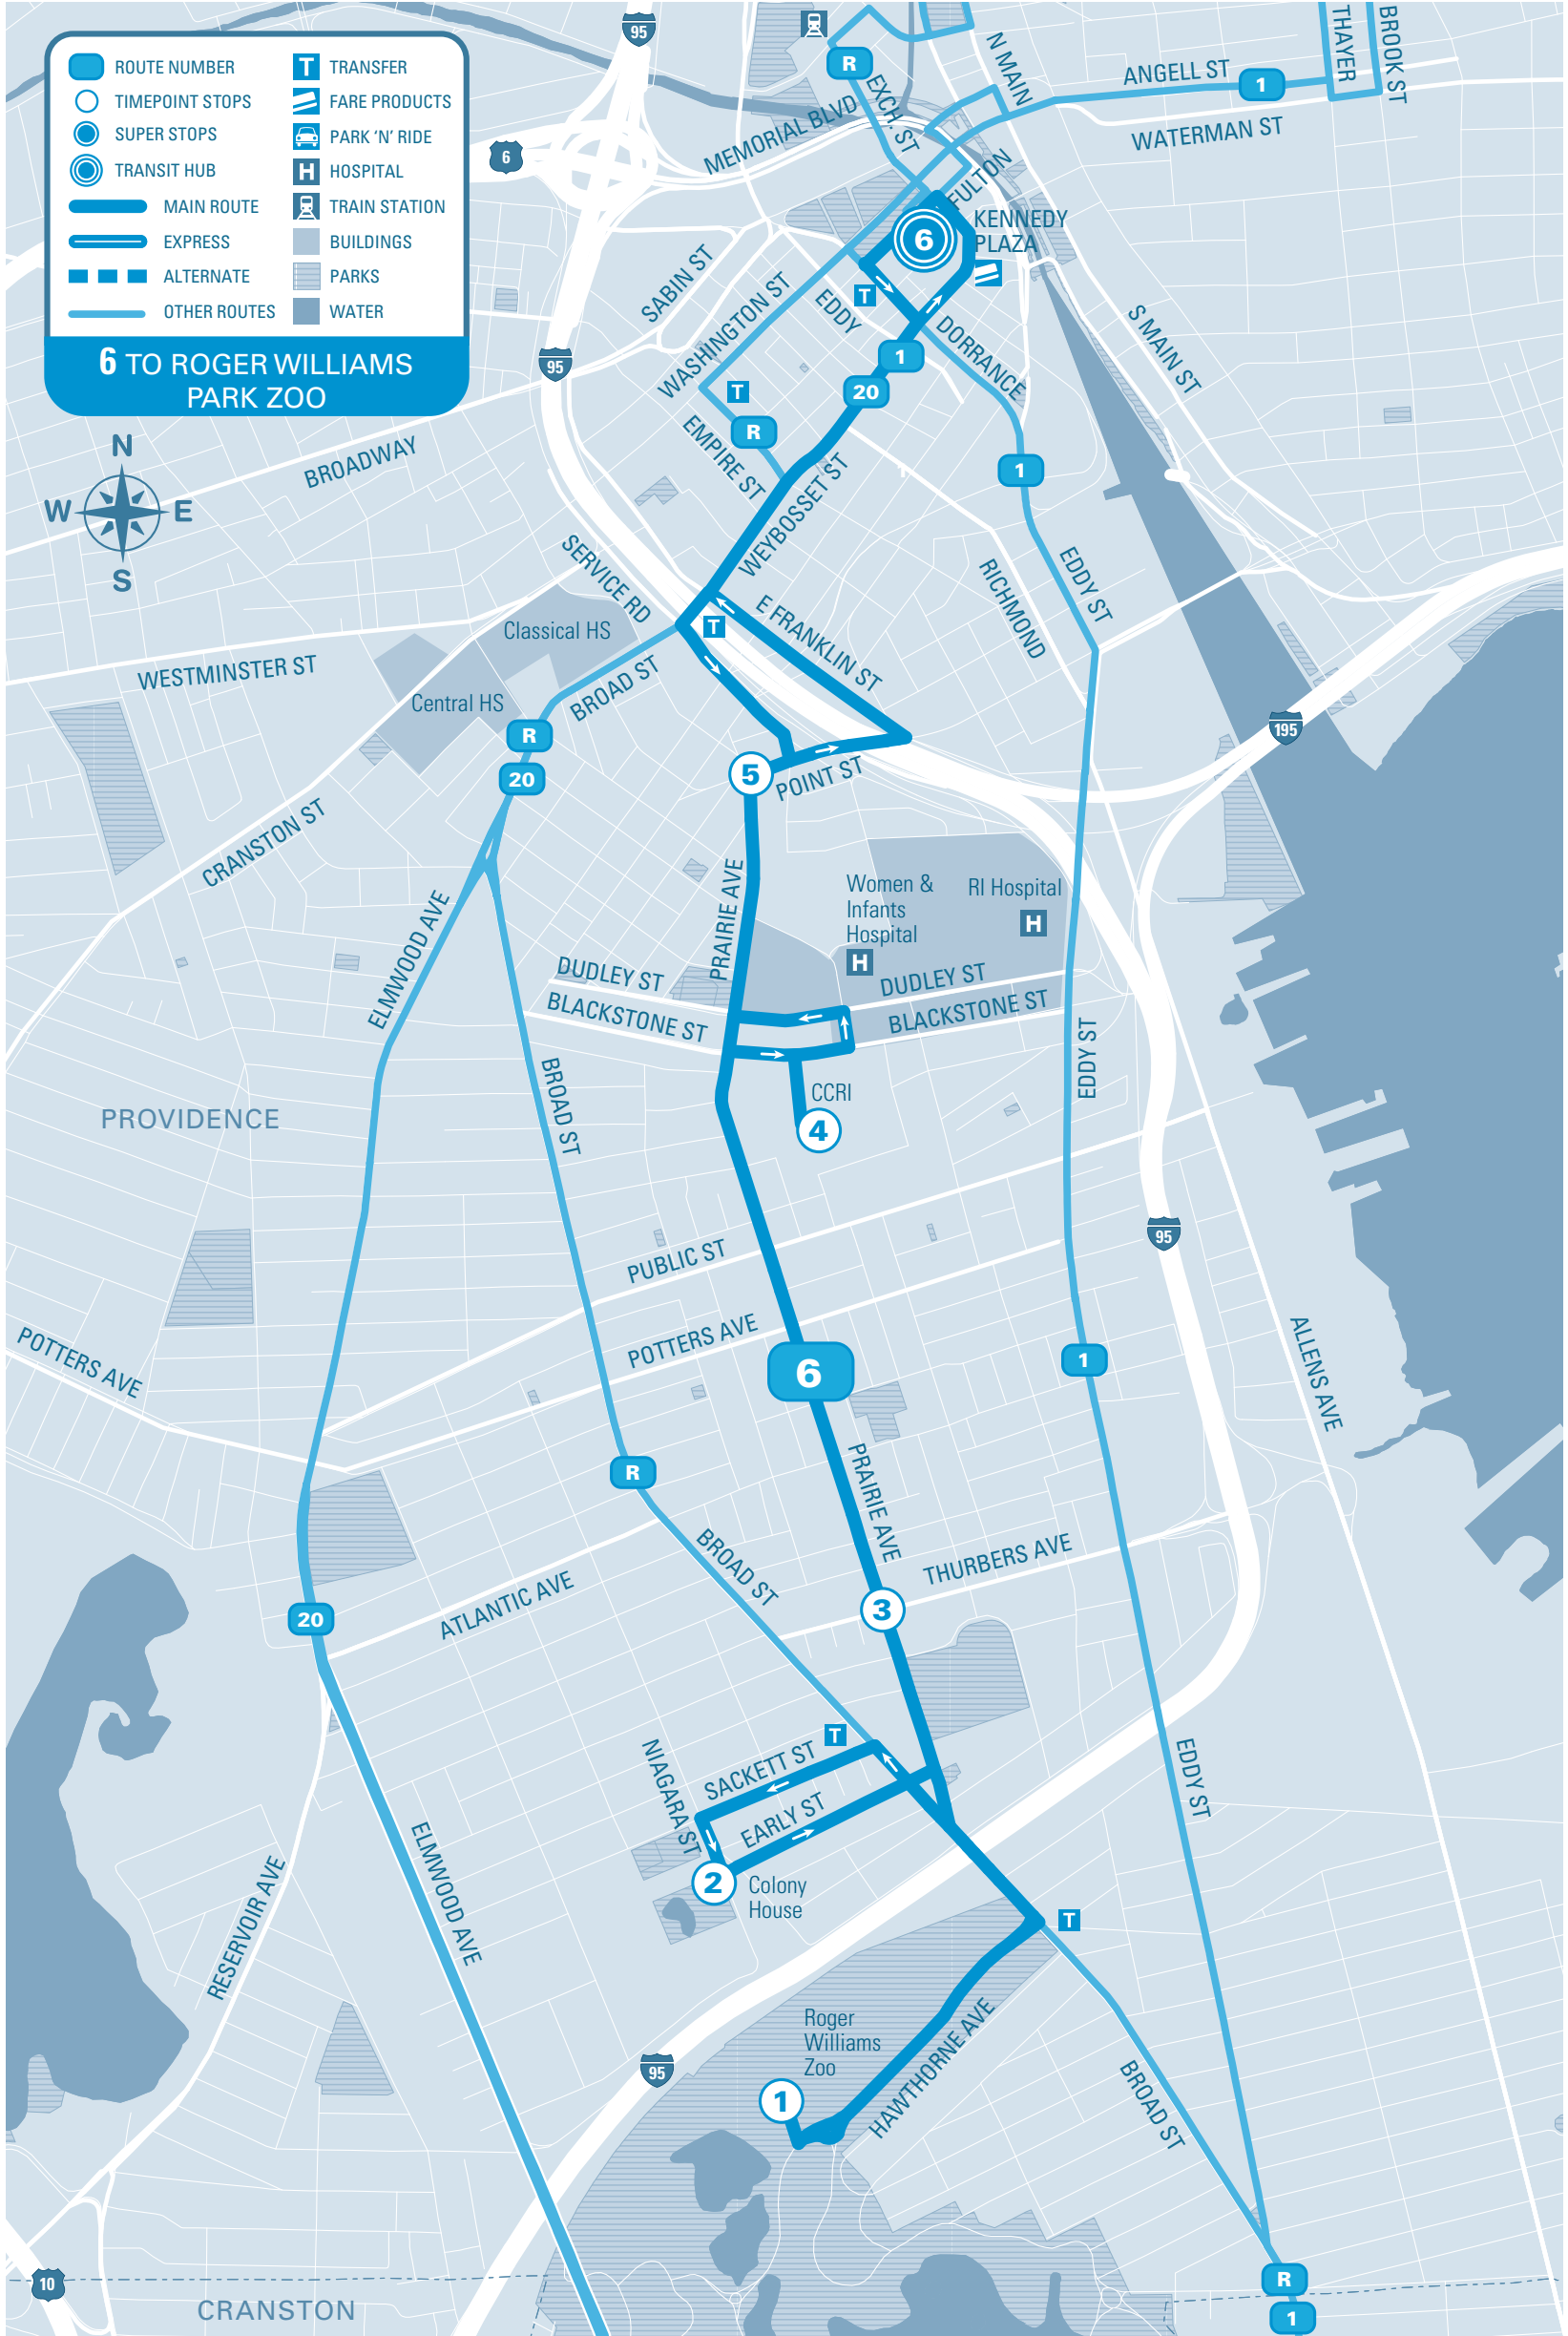 ROUTE NUMBER
TIMEPOINT STOPS
SUPER STOPS
TRANSIT HUB
MAIN ROUTE
EXPRESS
ALTERNATE
OTHER ROUTES
T TRANSFER
FARE PRODUCTS
PARK 'N' RIDE
H HOSPITAL
TRAIN STATION
BUILDINGS
PARKS
WATER
6 TO ROGER WILLIAMS
PARK ZOO
N
W
E
S
95
6
95
R
EXCH. ST
N MAIN
ANGELL ST
1
THAYER
BROOK ST
WATERMAN ST
MEMORIAL BLVD
FULTON
6
KENNEDY
PLAZA
T
SABIN ST
WASHINGTON ST
EDDY
DORRANCE
S MAIN ST
1
20
T
R
EMPIRE ST
WEYBOSSET ST
1
1
BROADWAY
SERVICE RD
RICHMOND
EDDY ST
Classical HS
T
E FRANKLIN ST
WESTMINSTER ST
Central HS
BROAD ST
R
20
195
5
POINT ST
CRANSTON ST
ELMWOOD AVE
PRAIRIE AVE
Women &
Infants
Hospital
H
RI Hospital
H
DUDLEY ST
DUDLEY ST
BLACKSTONE ST
BLACKSTONE ST
EDDY ST
BROAD ST
CCRI
4
PROVIDENCE
95
PUBLIC ST
POTTERS AVE
POTTERS AVE
6
1
ALLENS AVE
R
PRAIRIE AVE
BROAD ST
THURBERS AVE
3
ATLANTIC AVE
20
T
SACKETT ST
NIAGARA ST
EARLY ST
EDDY ST
2
Colony
House
ELMWOOD AVE
RESERVOIR AVE
T
Roger
Williams
Zoo
HAWTHORNE AVE
95
1
BROAD ST
10
R
1
CRANSTON